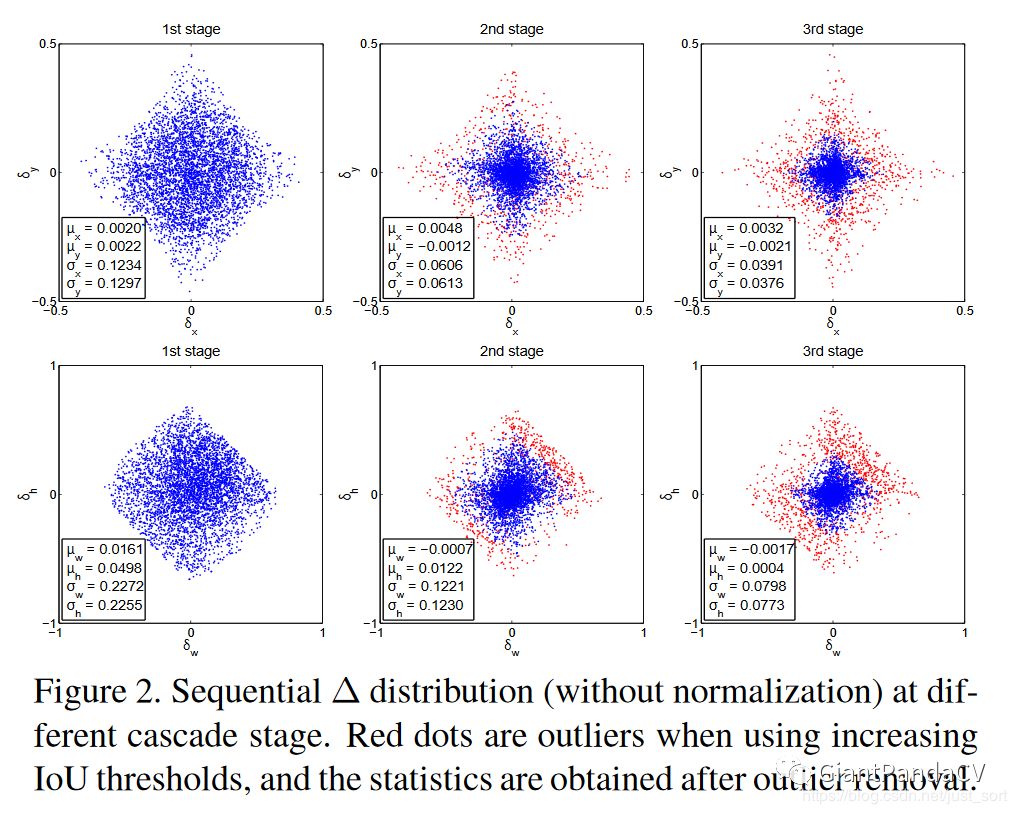 1st stage
2nd stage
3rd stage
0.5
0.5
0.5
δy
δy
δy
0
0
0
μx = 0.0020
μy = 0.0022
σx = 0.1234
σy = 0.1297
μx = 0.0048
μy = −0.0012
σx = 0.0606
σy = 0.0613
μx = 0.0032
μy = −0.0021
σx = 0.0391
σy = 0.0376
−0.5
−0.5
−0.5
−0.5 0 0.5
−0.5 0 0.5
−0.5 0 0.5
δx
δx
δx
1st stage
2nd stage
3rd stage
1
1
1
δh
δh
δh
0
0
0
μw = 0.0161
μh = 0.0498
σw = 0.2272
σh = 0.2255
μw = −0.0007
μh = 0.0122
σw = 0.1221
σh = 0.1230
μw = −0.0017
μh = 0.0004
σw = 0.0798
σh = 0.0773
−1
−1
−1
−1 0 1
−1 0 1
−1 0 1
δw
δw
δw
Figure 2. Sequential Δ distribution (without normalization) at dif-
ferent cascade stage. Red dots are outliers when using increasing
IoU thresholds, and the statistics are obtained after outlier removal.
GiantPandaCV
https://blog.csdn.net/just_sort